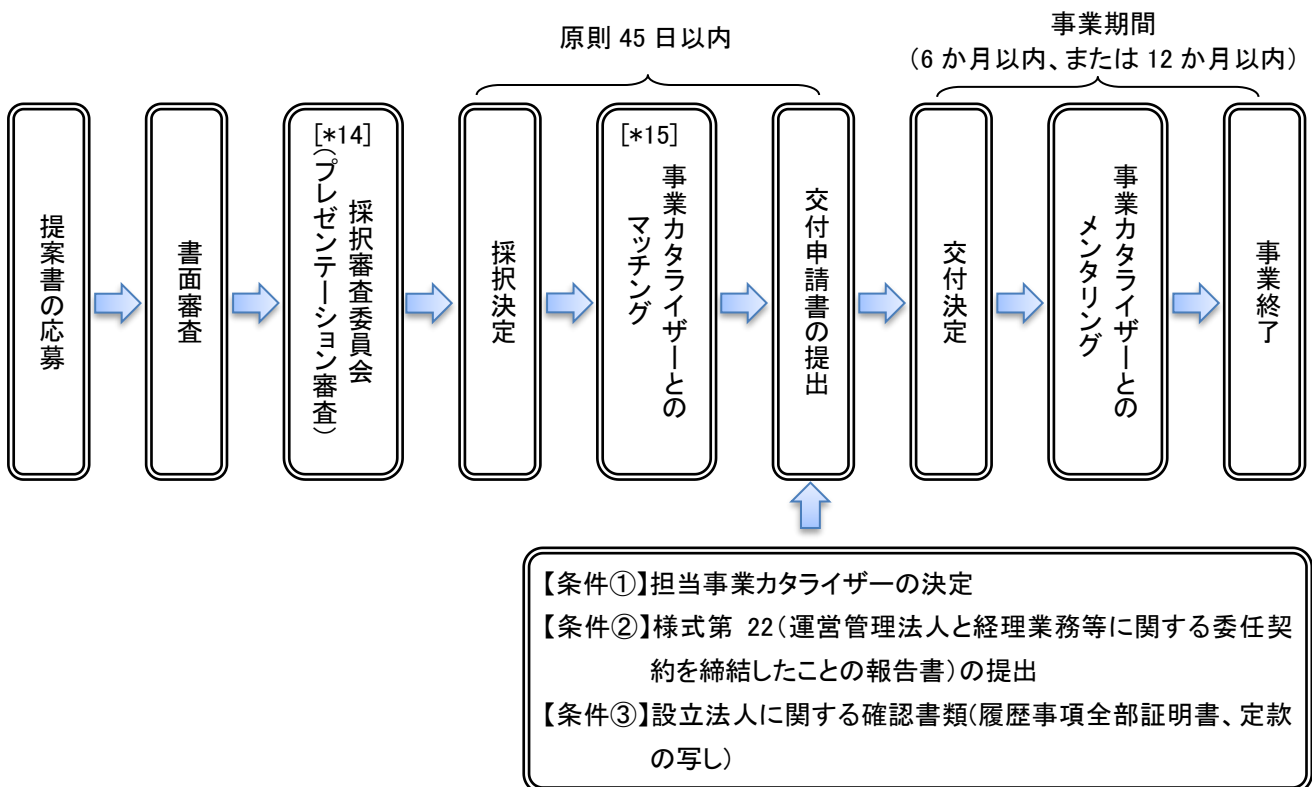 原則 45 日以内
事業期間
(6 か月以内、または 12 か月以内)
提案書の応募
書面審査
[*14]
採択審査委員会
(プレゼンテーション審査)
採択決定
[*15]
事業カタライザーとの
マッチング
交付申請書の提出
交付決定
事業カタライザーとの
メンタリング
事業終了
【条件①】担当事業カタライザーの決定
【条件②】様式第 22(運営管理法人と経理業務等に関する委任契
約を締結したことの報告書)の提出
【条件③】設立法人に関する確認書類(履歴事項全部証明書、定款
の写し)